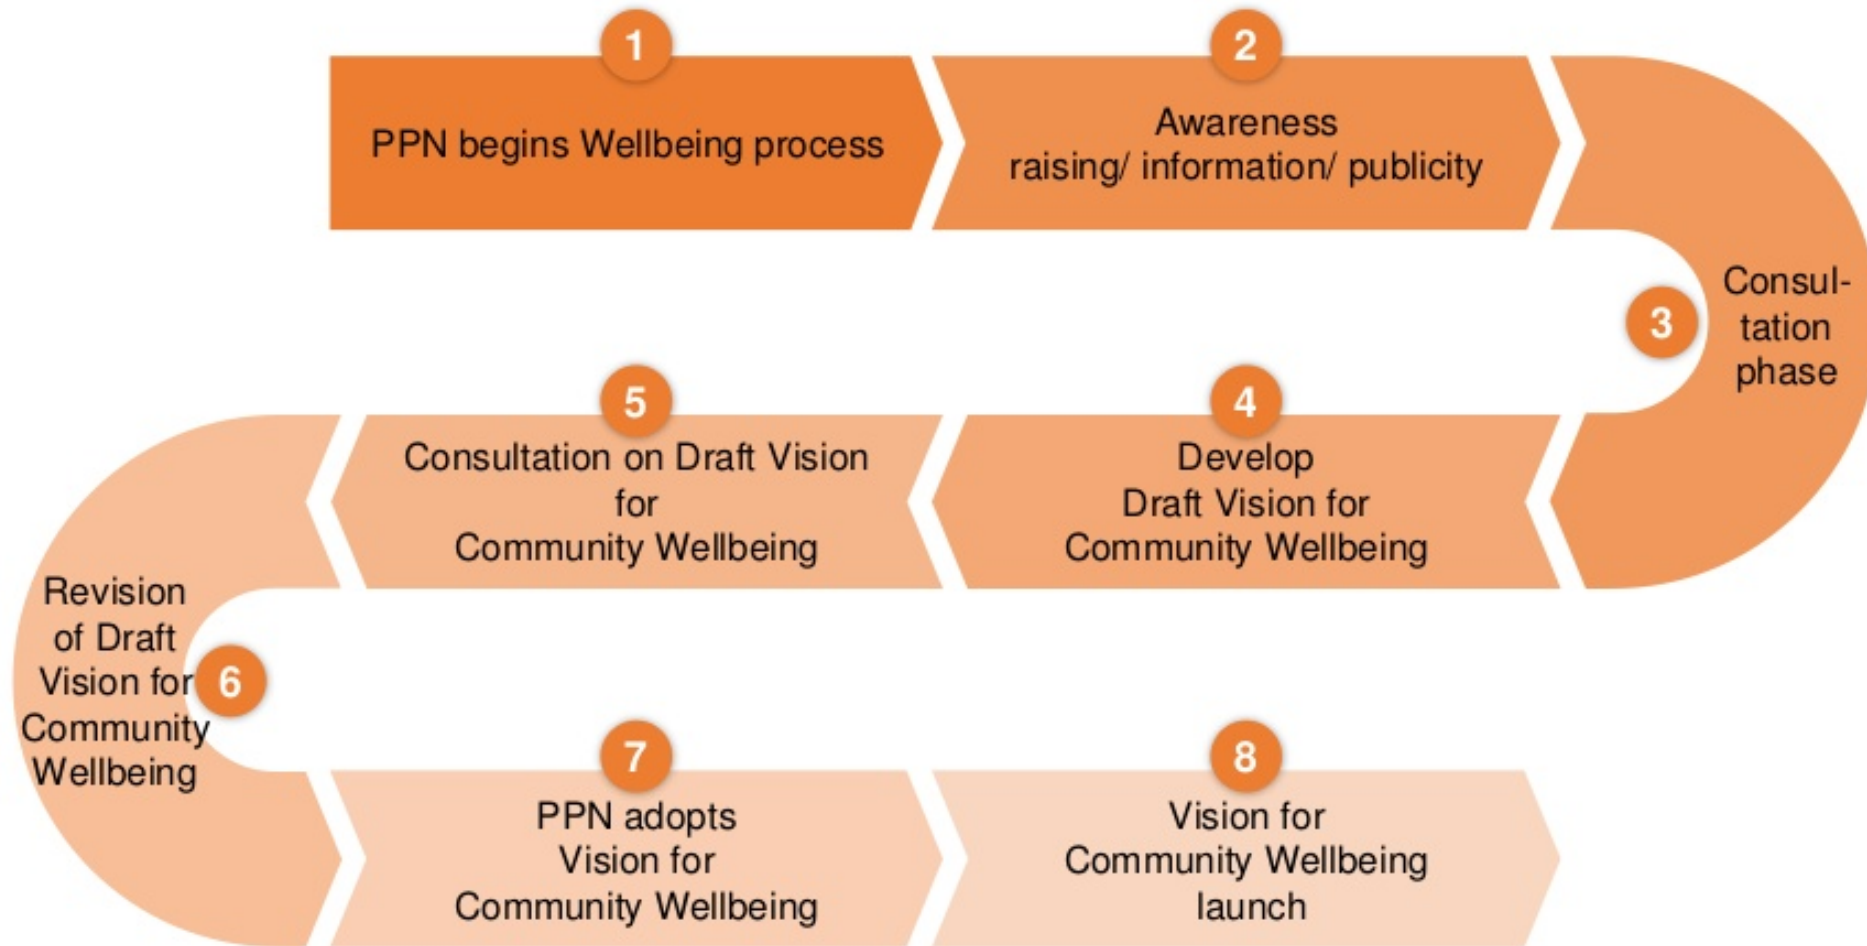 1
PPN begins Wellbeing process
2
Awareness
raising/ information/ publicity
3
Consul-
tation
phase
4
Develop
Draft Vision for
Community Wellbeing
5
Consultation on Draft Vision
for
Community Wellbeing
6
Revision
of Draft
Vision for
Community
Wellbeing
7
PPN adopts
Vision for
Community Wellbeing
8
Vision for
Community Wellbeing
launch